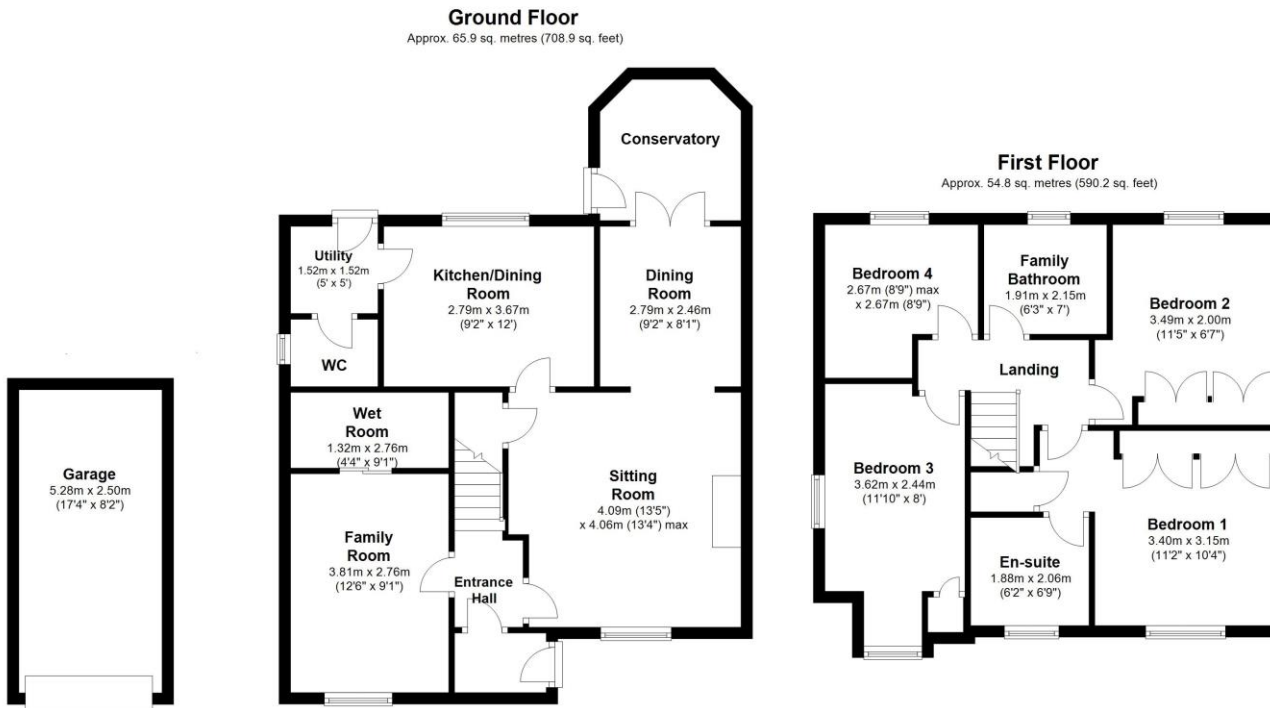 Ground Floor
Approx. 65.9 sq. metres (708.9 sq. feet)
Conservatory
Utility
1.52m x 1.52m
(5' x 5')
Kitchen/Dining
Room
2.79m x 3.67m
(9'2" x 12')
Dining
Room
2.79m x 2.46m
(9'2" x 8'1")
WC
Wet
Room
1.32m x 2.76m
(4'4" x 9'1")
Garage
5.28m x 2.50m
(17'4" x 8'2")
Sitting
Room
4.09m (13'5")
x 4.06m (13'4") max
Family
Room
3.81m x 2.76m
(12'6" x 9'1")
Entrance
Hall
First Floor
Approx. 54.8 sq. metres (590.2 sq. feet)
Bedroom 4
2.67m (8'9") max
x 2.67m (8'9")
Family
Bathroom
1.91m x 2.15m
(6'3" x 7')
Bedroom 2
3.49m x 2.00m
(11'5" x 6'7")
Landing
Bedroom 3
3.62m x 2.44m
(11'10" x 8')
Bedroom 1
3.40m x 3.15m
(11'2" x 10'4")
En-suite
1.88m x 2.06m
(6'2" x 6'9")